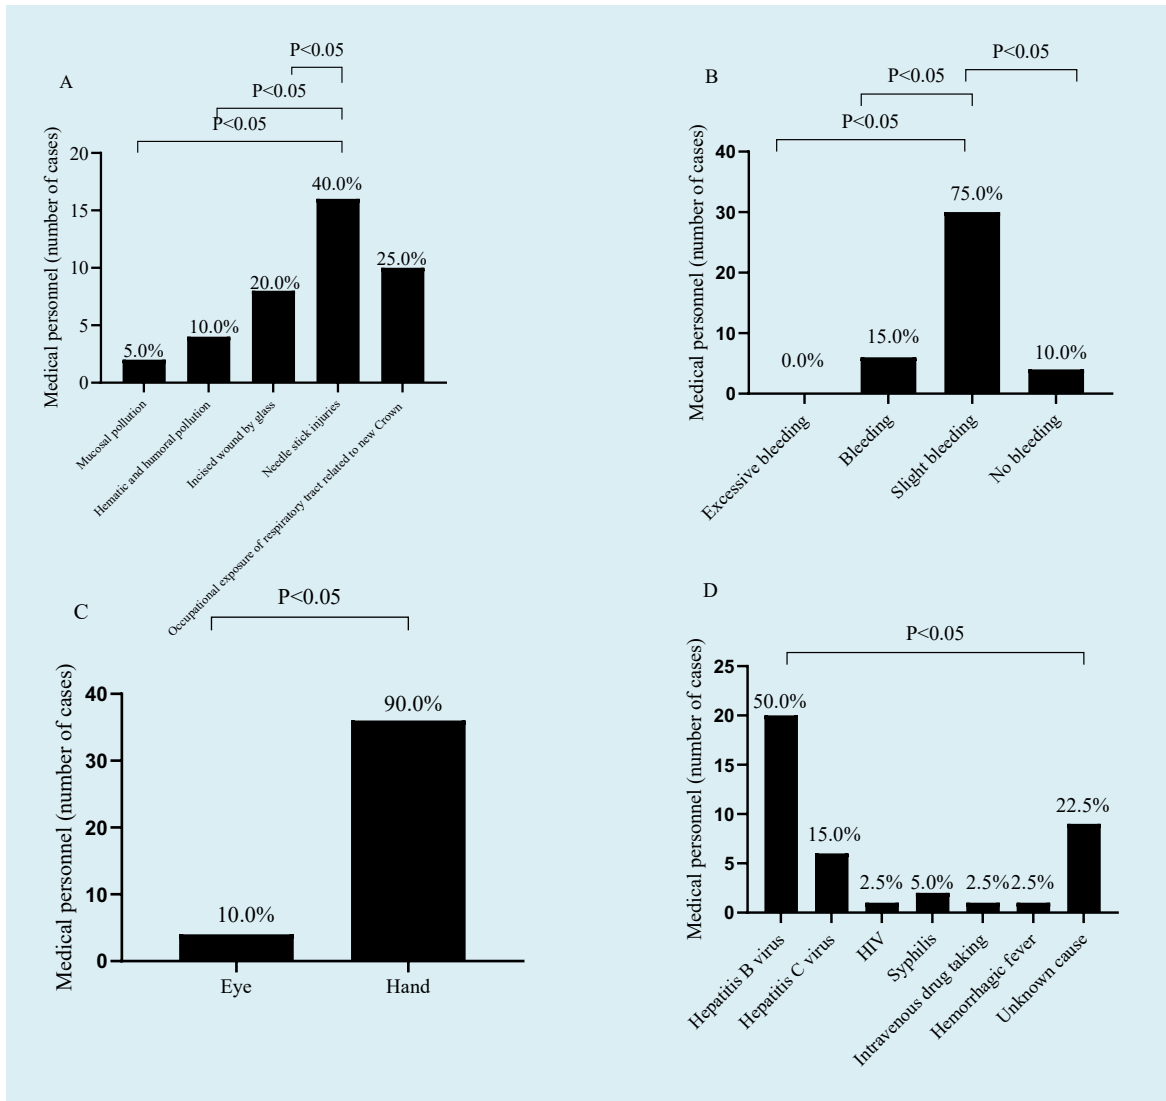 A
P<0.05
P<0.05
P<0.05
Medical personnel (number of cases)
20
15
10
5
0
5.0%
10.0%
20.0%
40.0%
25.0%
Mucosal pollution
Hematic and humoral pollution
Incised wound by glass
Needle stick injuries
Occupational exposure of respiratory tract related to new Crown
B
P<0.05
P<0.05
P<0.05
Medical personnel (number of cases)
40
30
20
10
0
0.0%
15.0%
75.0%
10.0%
Excessive bleeding
Bleeding
Slight bleeding
No bleeding
C
P<0.05
Medical personnel (number of cases)
40
30
20
10
0
10.0%
90.0%
Eye
Hand
D
P<0.05
Medical personnel (number of cases)
25
20
15
10
5
0
50.0%
15.0%
2.5%
5.0%
2.5%
2.5%
22.5%
Hepatitis B virus
Hepatitis C virus
HIV
Syphilis
Intravenous drug taking
Hemorrhagic fever
Unknown cause